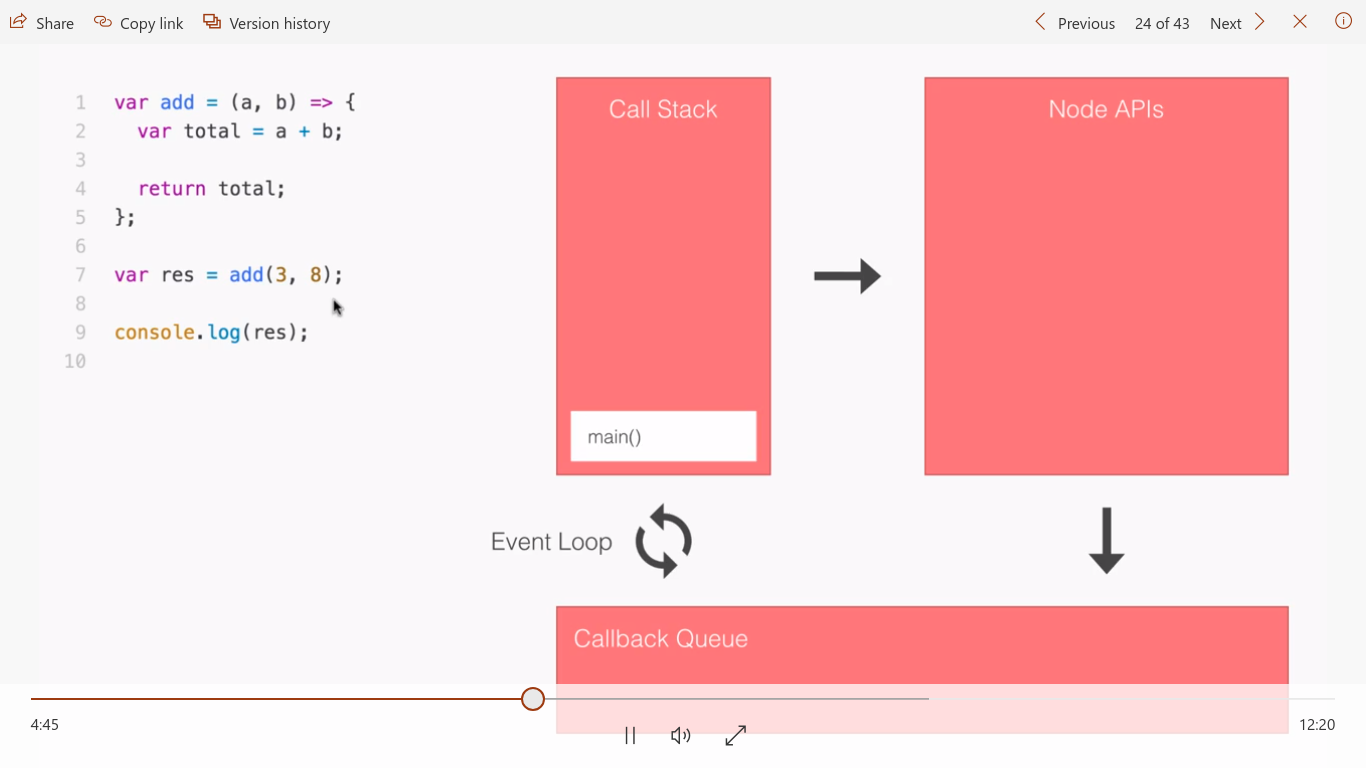 Share Copy link Version history Previous 24 of 43 Next
1 var add = (a, b) => {
2 var total = a + b;
3
4 return total;
5 };
6
7 var res = add(3, 8);
8
9 console.log(res);
10
Call Stack
main()
Node APIs
Event Loop
Callback Queue
4:45 12:20